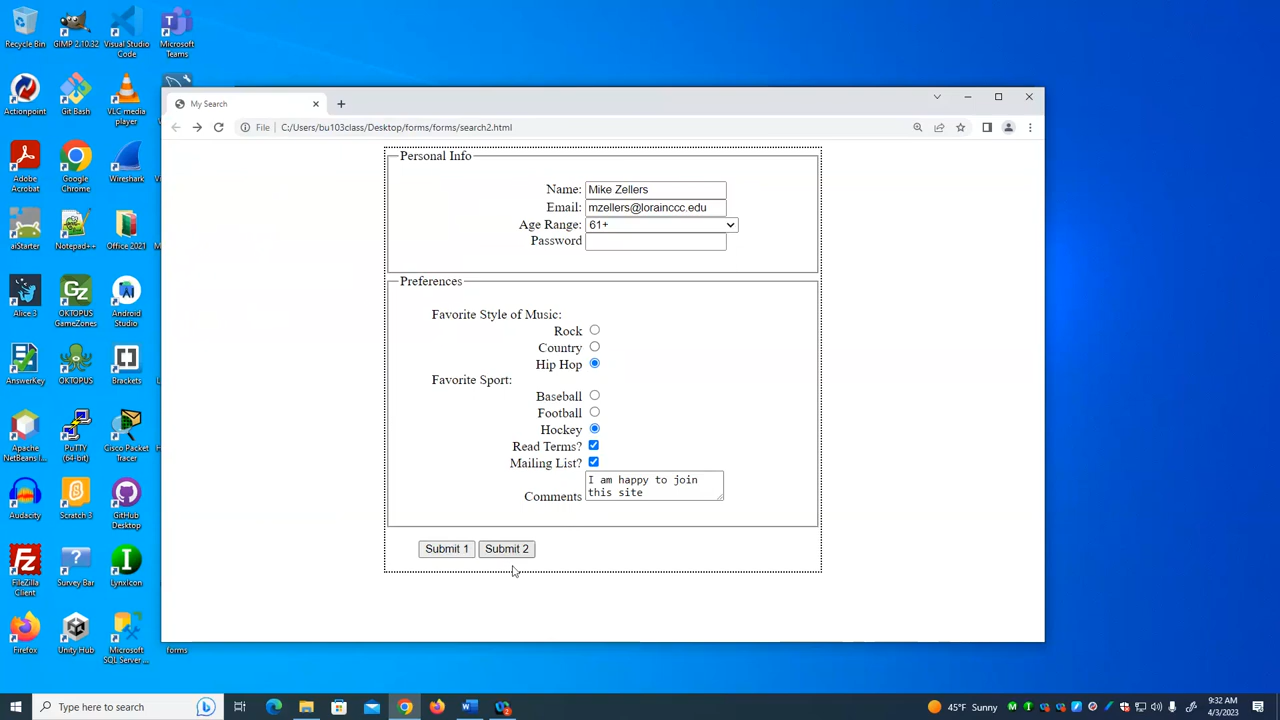 Recycle Bin
GIMP 2.10.32
Visual Studio
Code
Microsoft
Teams
Actionpoint
Git Bash
VLC media
player
Adobe
Acrobat
Google
Chrome
Wireshark
aiStarter
Notepad++
Office 2021
Alice 3
OKTOPUS
GameZones
Android
Studio
AnswerKey
OKTOPUS
Brackets
Apache
NetBeans I...
PuTTY
(64-bit)
Cisco Packet
Tracer
Audacity
Scratch 3
GitHub
Desktop
FileZilla
Client
Survey Bar
Lynxicon
Firefox
Unity Hub
Microsoft
SQL Server ...
forms
My Search
File
C:/Users/bu103class/Desktop/forms/forms/search2.html
Personal Info
Name: Mike Zellers
Email: mzellers@lorainccc.edu
Age Range: 61+
Password
Preferences
Favorite Style of Music:
Rock
Country
Hip Hop
Favorite Sport:
Baseball
Football
Hockey
Read Terms?
Mailing List?
Comments I am happy to join
this site
Submit 1 Submit 2
Type here to search
45°F Sunny
9:32 AM
4/3/2023